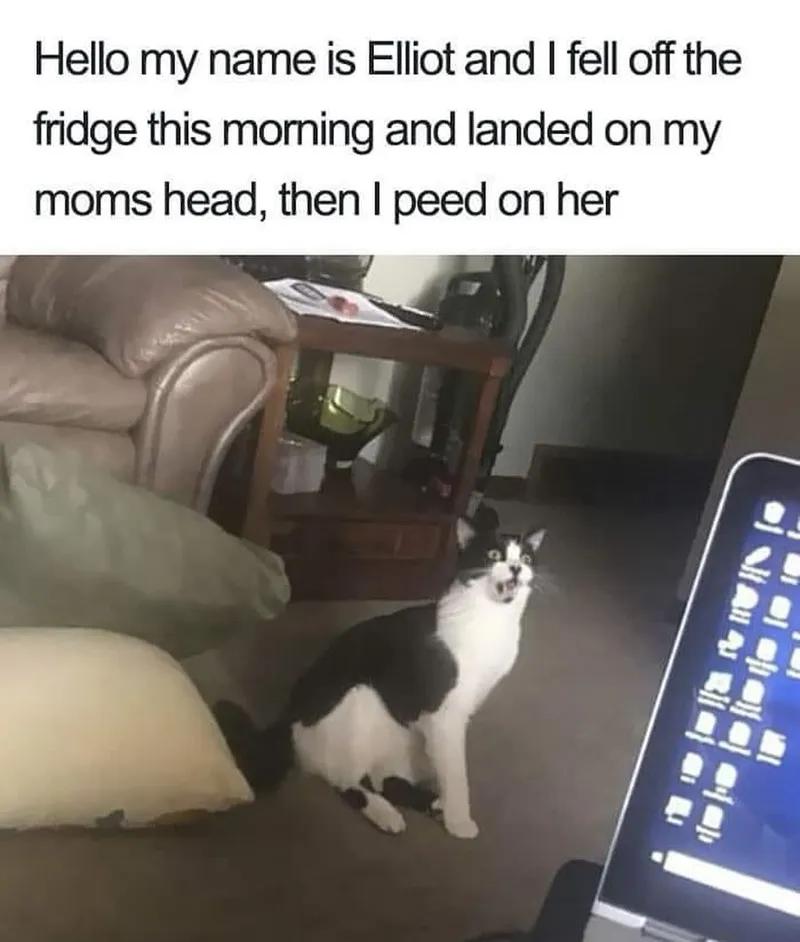 Hello my name is Elliot and I fell off the
fridge this morning and landed on my
moms head, then I peed on her